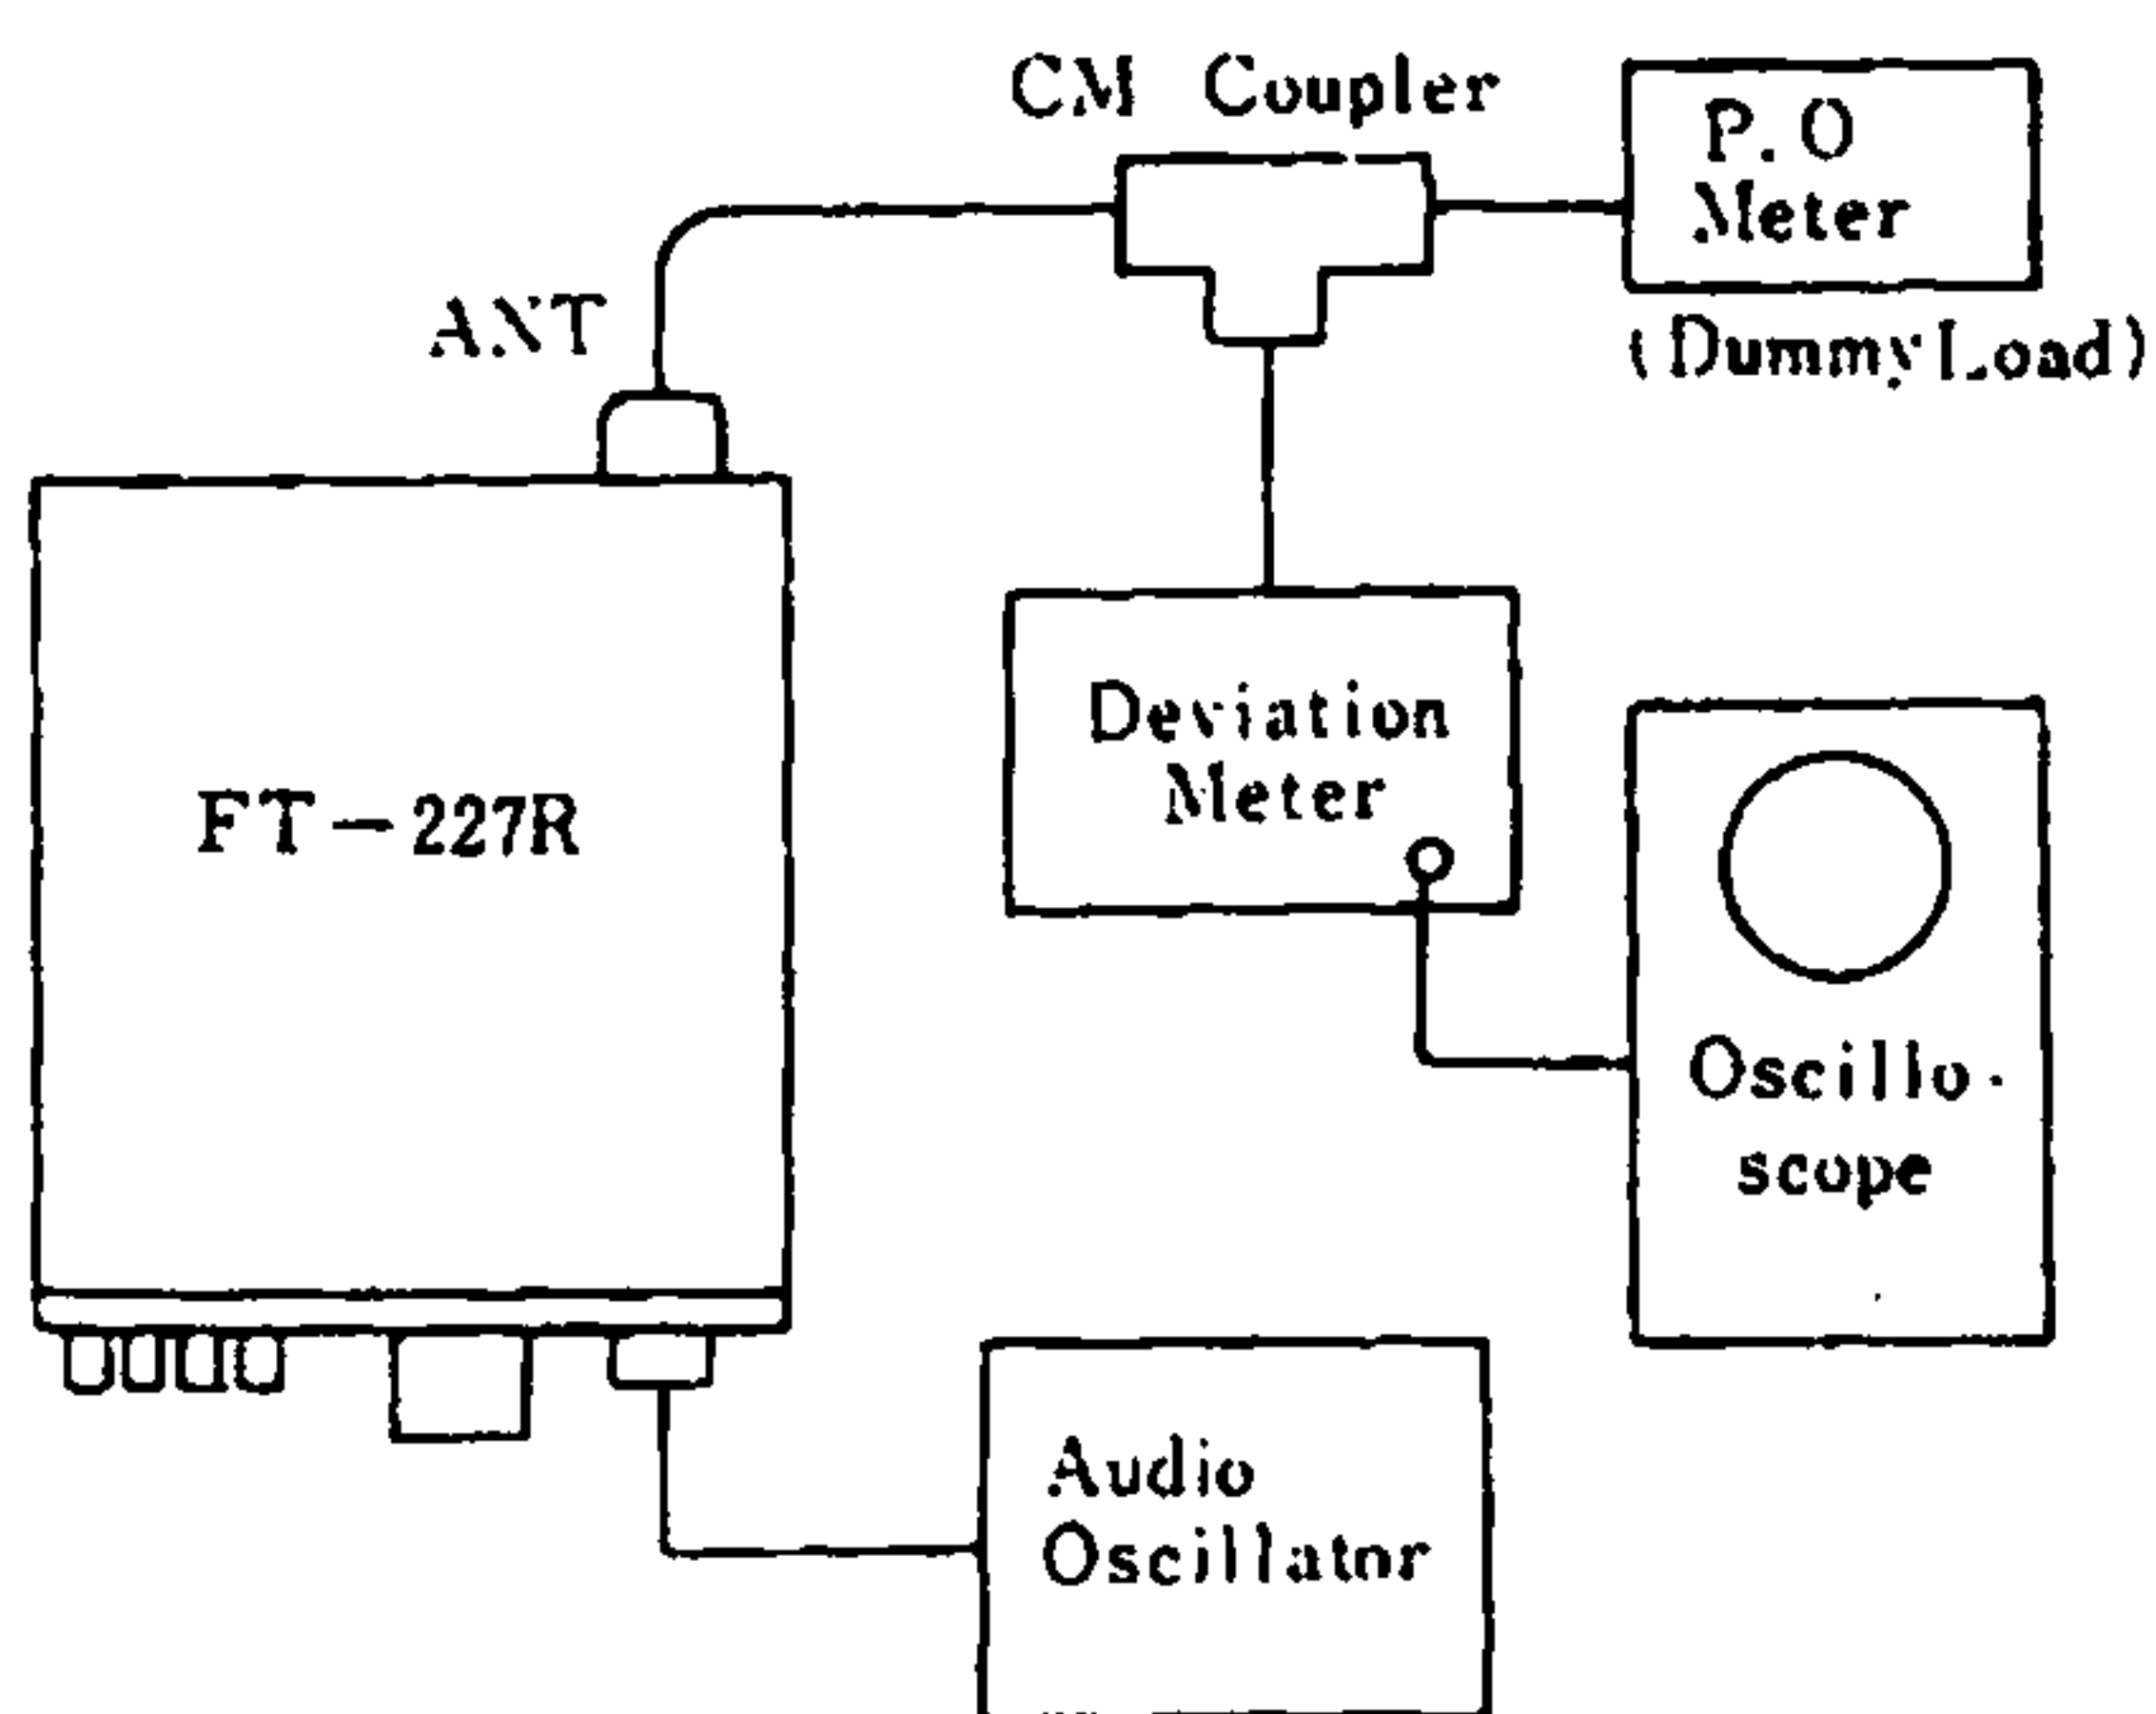 CM Coupler
P.O
Meter
(Dummy Load)
ANT
Deviation
Meter
FT-227R
Oscillo-
scope
Audio
Oscillator